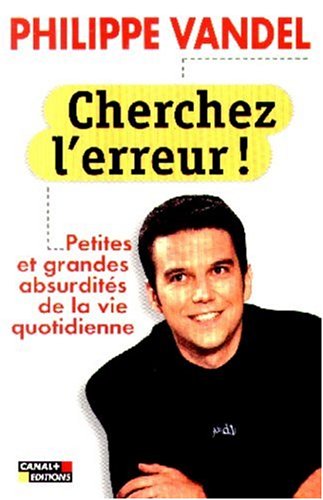 PHILIPPE VANDEL
Cherchez
l'erreur !
Petites
et grandes
absurdités
de la vie
quotidienne
CANAL+
EDITIONS